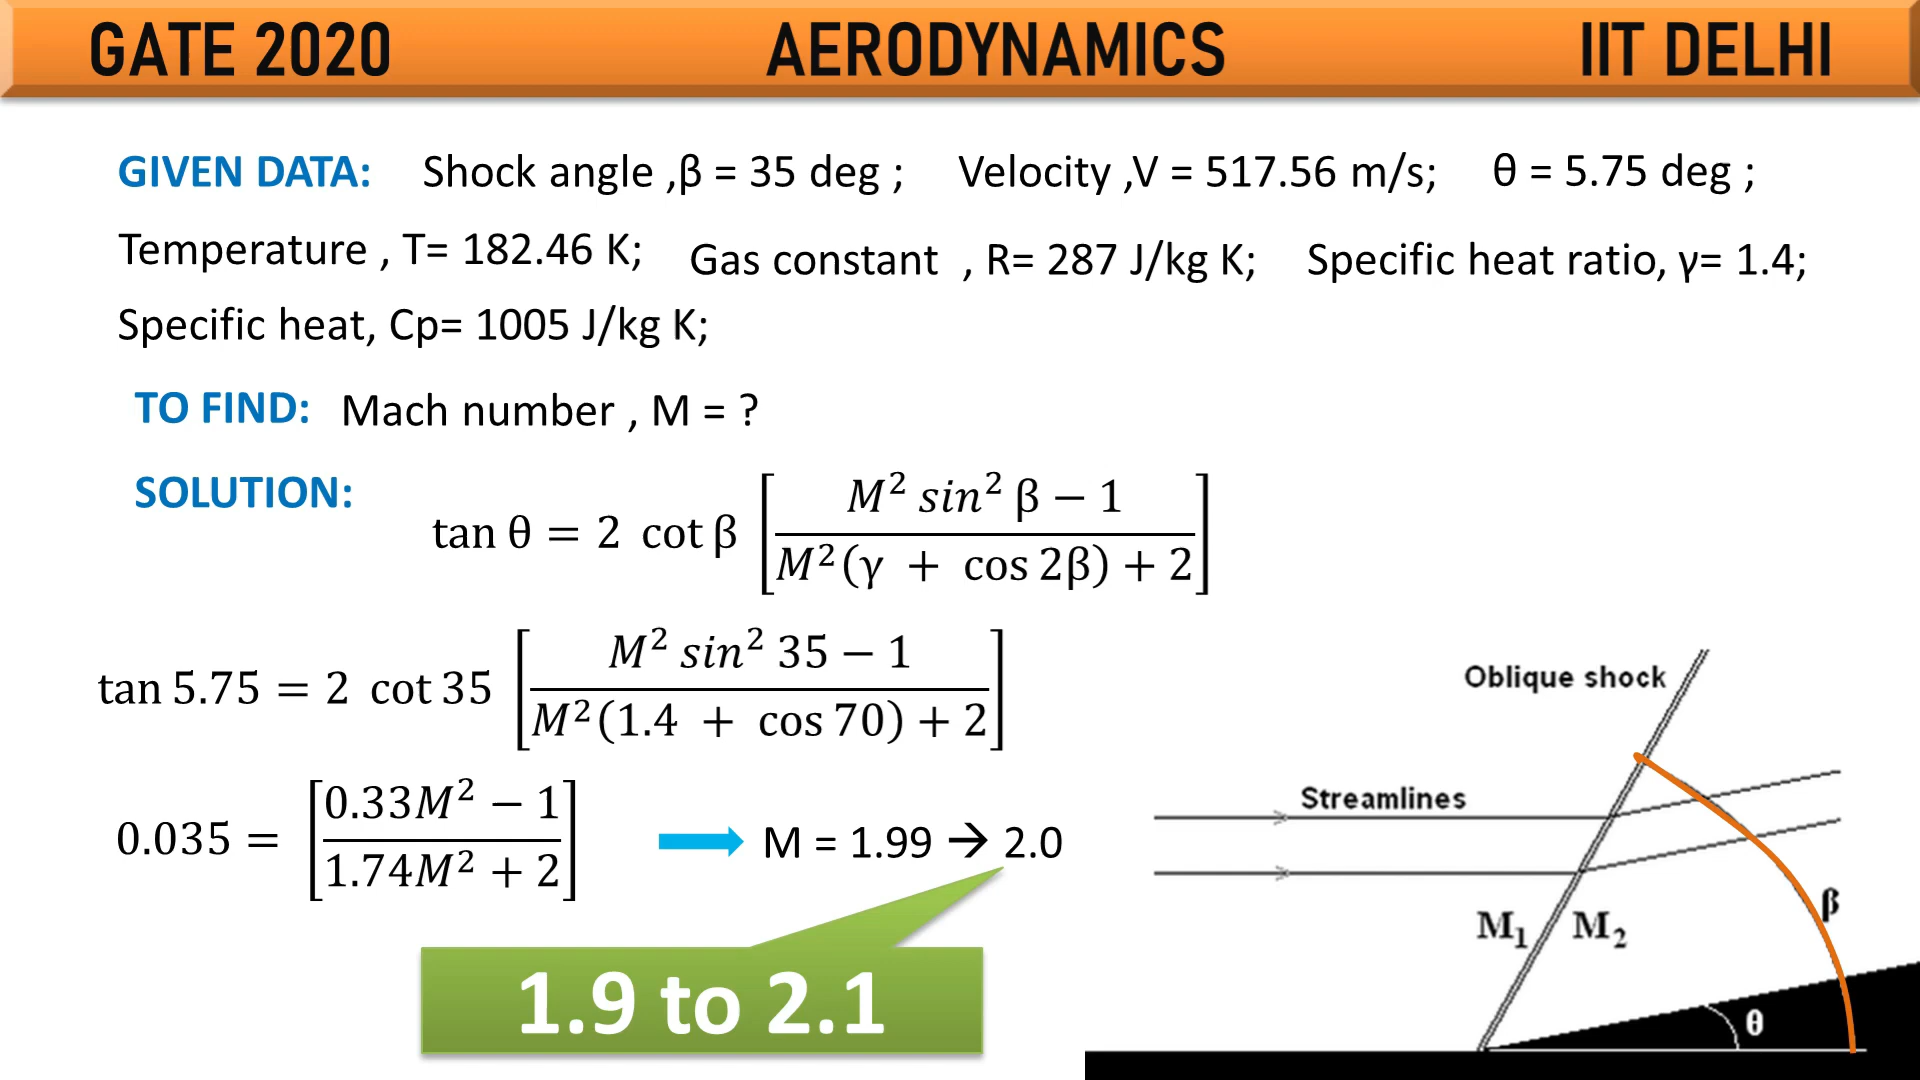 GATE 2020 AERODYNAMICS IIT DELHI
GIVEN DATA: Shock angle ,β = 35 deg ; Velocity ,V = 517.56 m/s; θ = 5.75 deg ;
Temperature , T= 182.46 K; Gas constant , R= 287 J/kg K; Specific heat ratio, γ= 1.4;
Specific heat, Cp= 1005 J/kg K;
TO FIND: Mach number , M = ?
SOLUTION:
tan θ = 2 cot β [ (M² sin² β − 1) / (M²(γ + cos 2β) + 2) ]
tan 5.75 = 2 cot 35 [ (M² sin² 35 − 1) / (M²(1.4 + cos 70) + 2) ]
0.035 = [ (0.33M² − 1) / (1.74M² + 2) ] M = 1.99 → 2.0
1.9 to 2.1
Oblique shock
Streamlines
β
M₁ M₂
θ